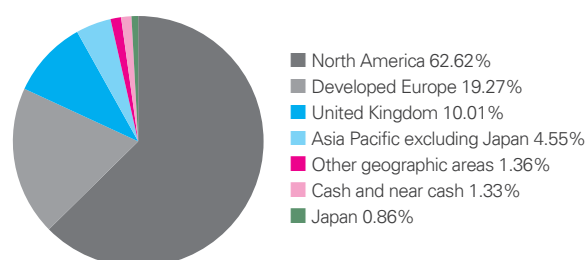 North America 62.62%
Developed Europe 19.27%
United Kingdom 10.01%
Asia Pacific excluding Japan 4.55%
Other geographic areas 1.36%
Cash and near cash 1.33%
Japan 0.86%